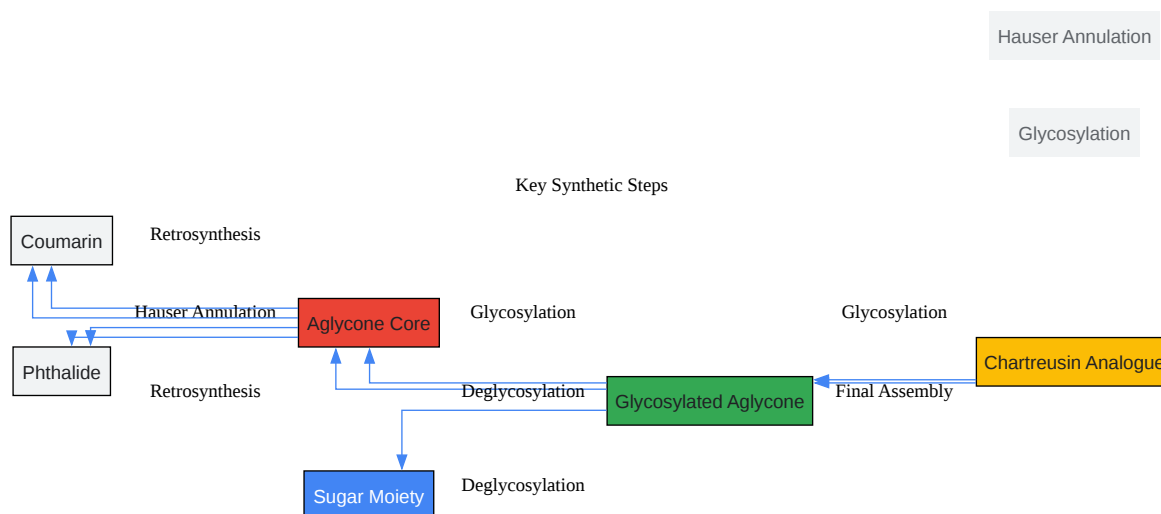 Hauser Annulation
Glycosylation
Key Synthetic Steps
Coumarin
Retrosynthesis
Hauser Annulation
Aglycone Core
Glycosylation
Glycosylation
Phthalide
Chartreusin Analogue
Retrosynthesis
Deglycosylation
Glycosylated Aglycone
Final Assembly
Sugar Moiety
Deglycosylation